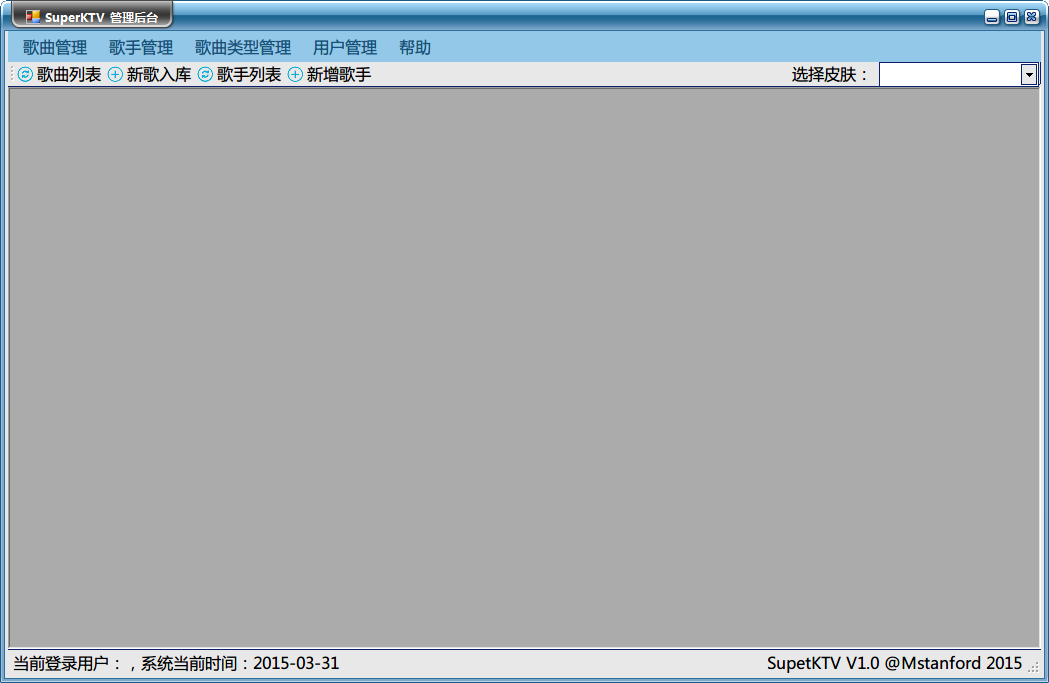 SuperKTV 管理后台
歌曲管理 歌手管理 歌曲类型管理 用户管理 帮助
歌曲列表 新歌入库 歌手列表 新增歌手 选择皮肤：
当前登录用户：，系统当前时间：2015-03-31 SupetKTV V1.0 @Mstanford 2015